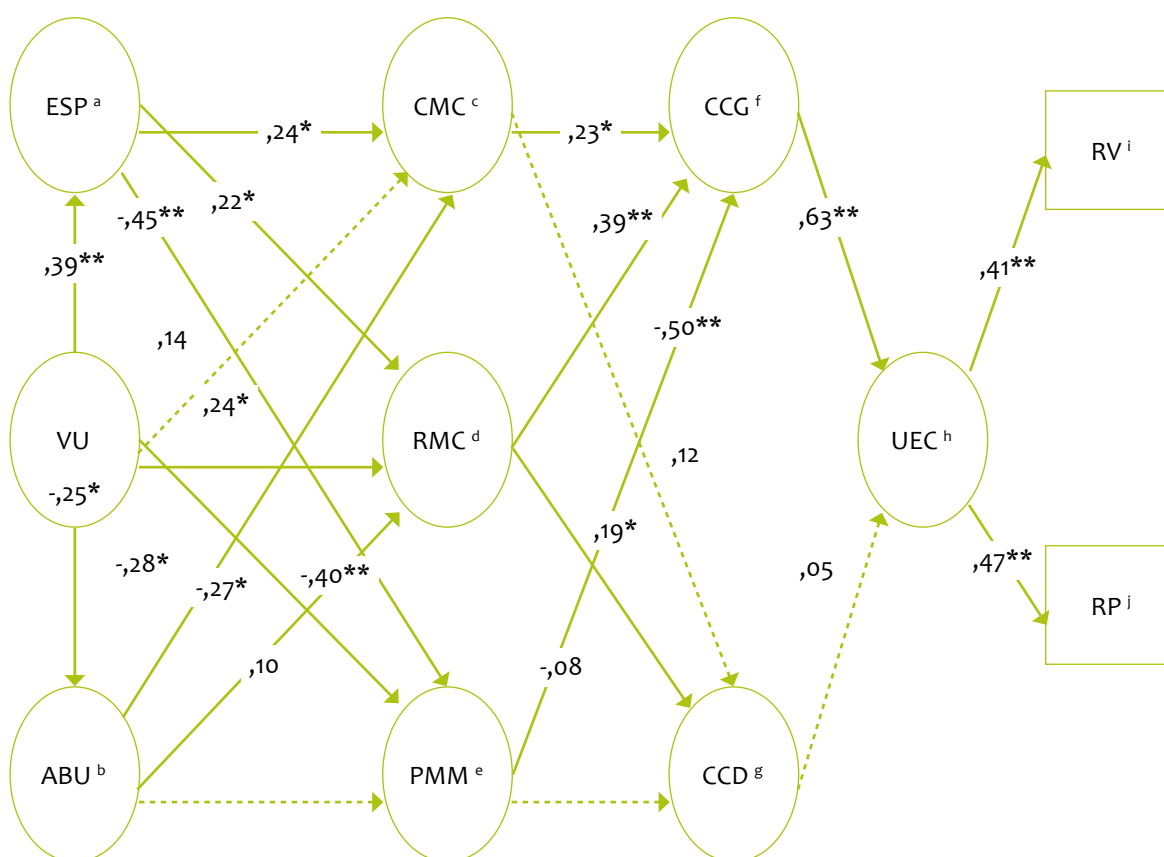 ESP a
CMC c
CCG f
RV i
,24*
,23*
,22*
-,45**
,39**
,63**
,39**
,41**
,14
-,50**
,24*
VU
RMC d
UEC h
,12
-,25*
,19*
-,28*
-,40**
-,27*
,05
,47**
RP j
,10
-,08
ABU b
PMM e
CCD g